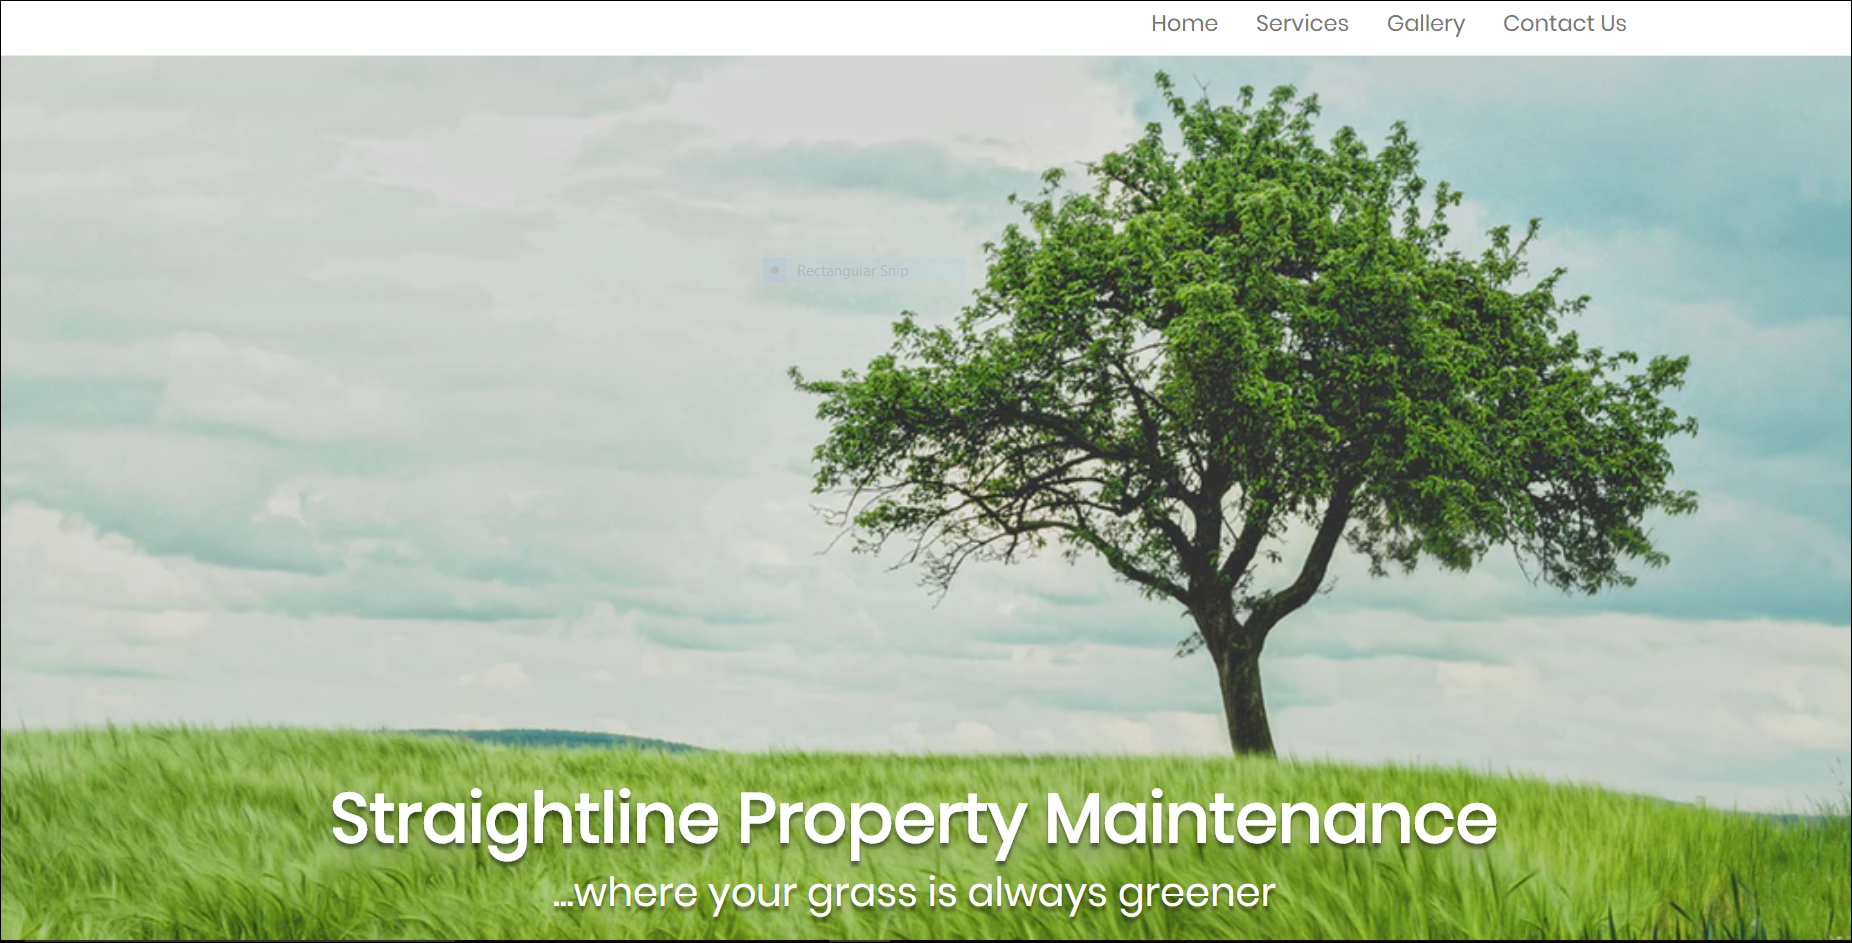 Home Services Gallery Contact Us
Rectangular Snip
Straightline Property Maintenance
...where your grass is always greener